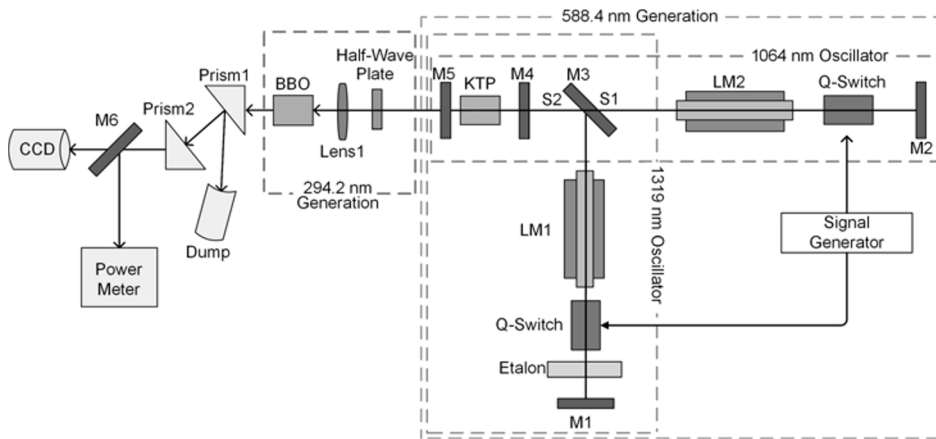 588.4 nm Generation
1064 nm Oscillator
Half-Wave
Plate
Prism1
BBO
M5
KTP
M4
M3
LM2
Q-Switch
Prism2
S2
S1
M6
CCD
Lens1
M2
294.2 nm
Generation
1319 nm Oscillator
LM1
Signal
Generator
Dump
Power
Meter
Q-Switch
Etalon
M1